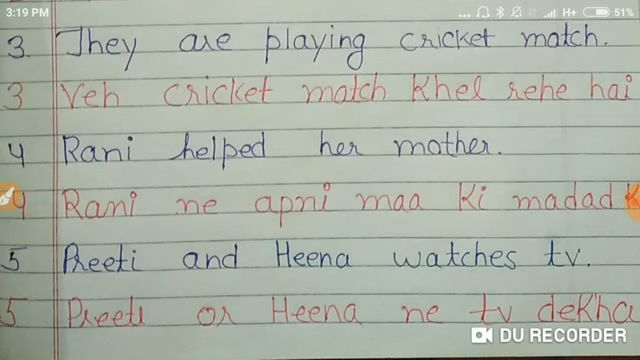 3:19 PM ... H+ 51%
3 They are playing cricket match.
3 Veh cricket match Khel rehe hai
4 Rani helped her mother.
4 Rani ne apni maa Ki madad K
5 Preeti and Heena watches tv.
5 Preeti or Heena ne tv dekha
DU RECORDER